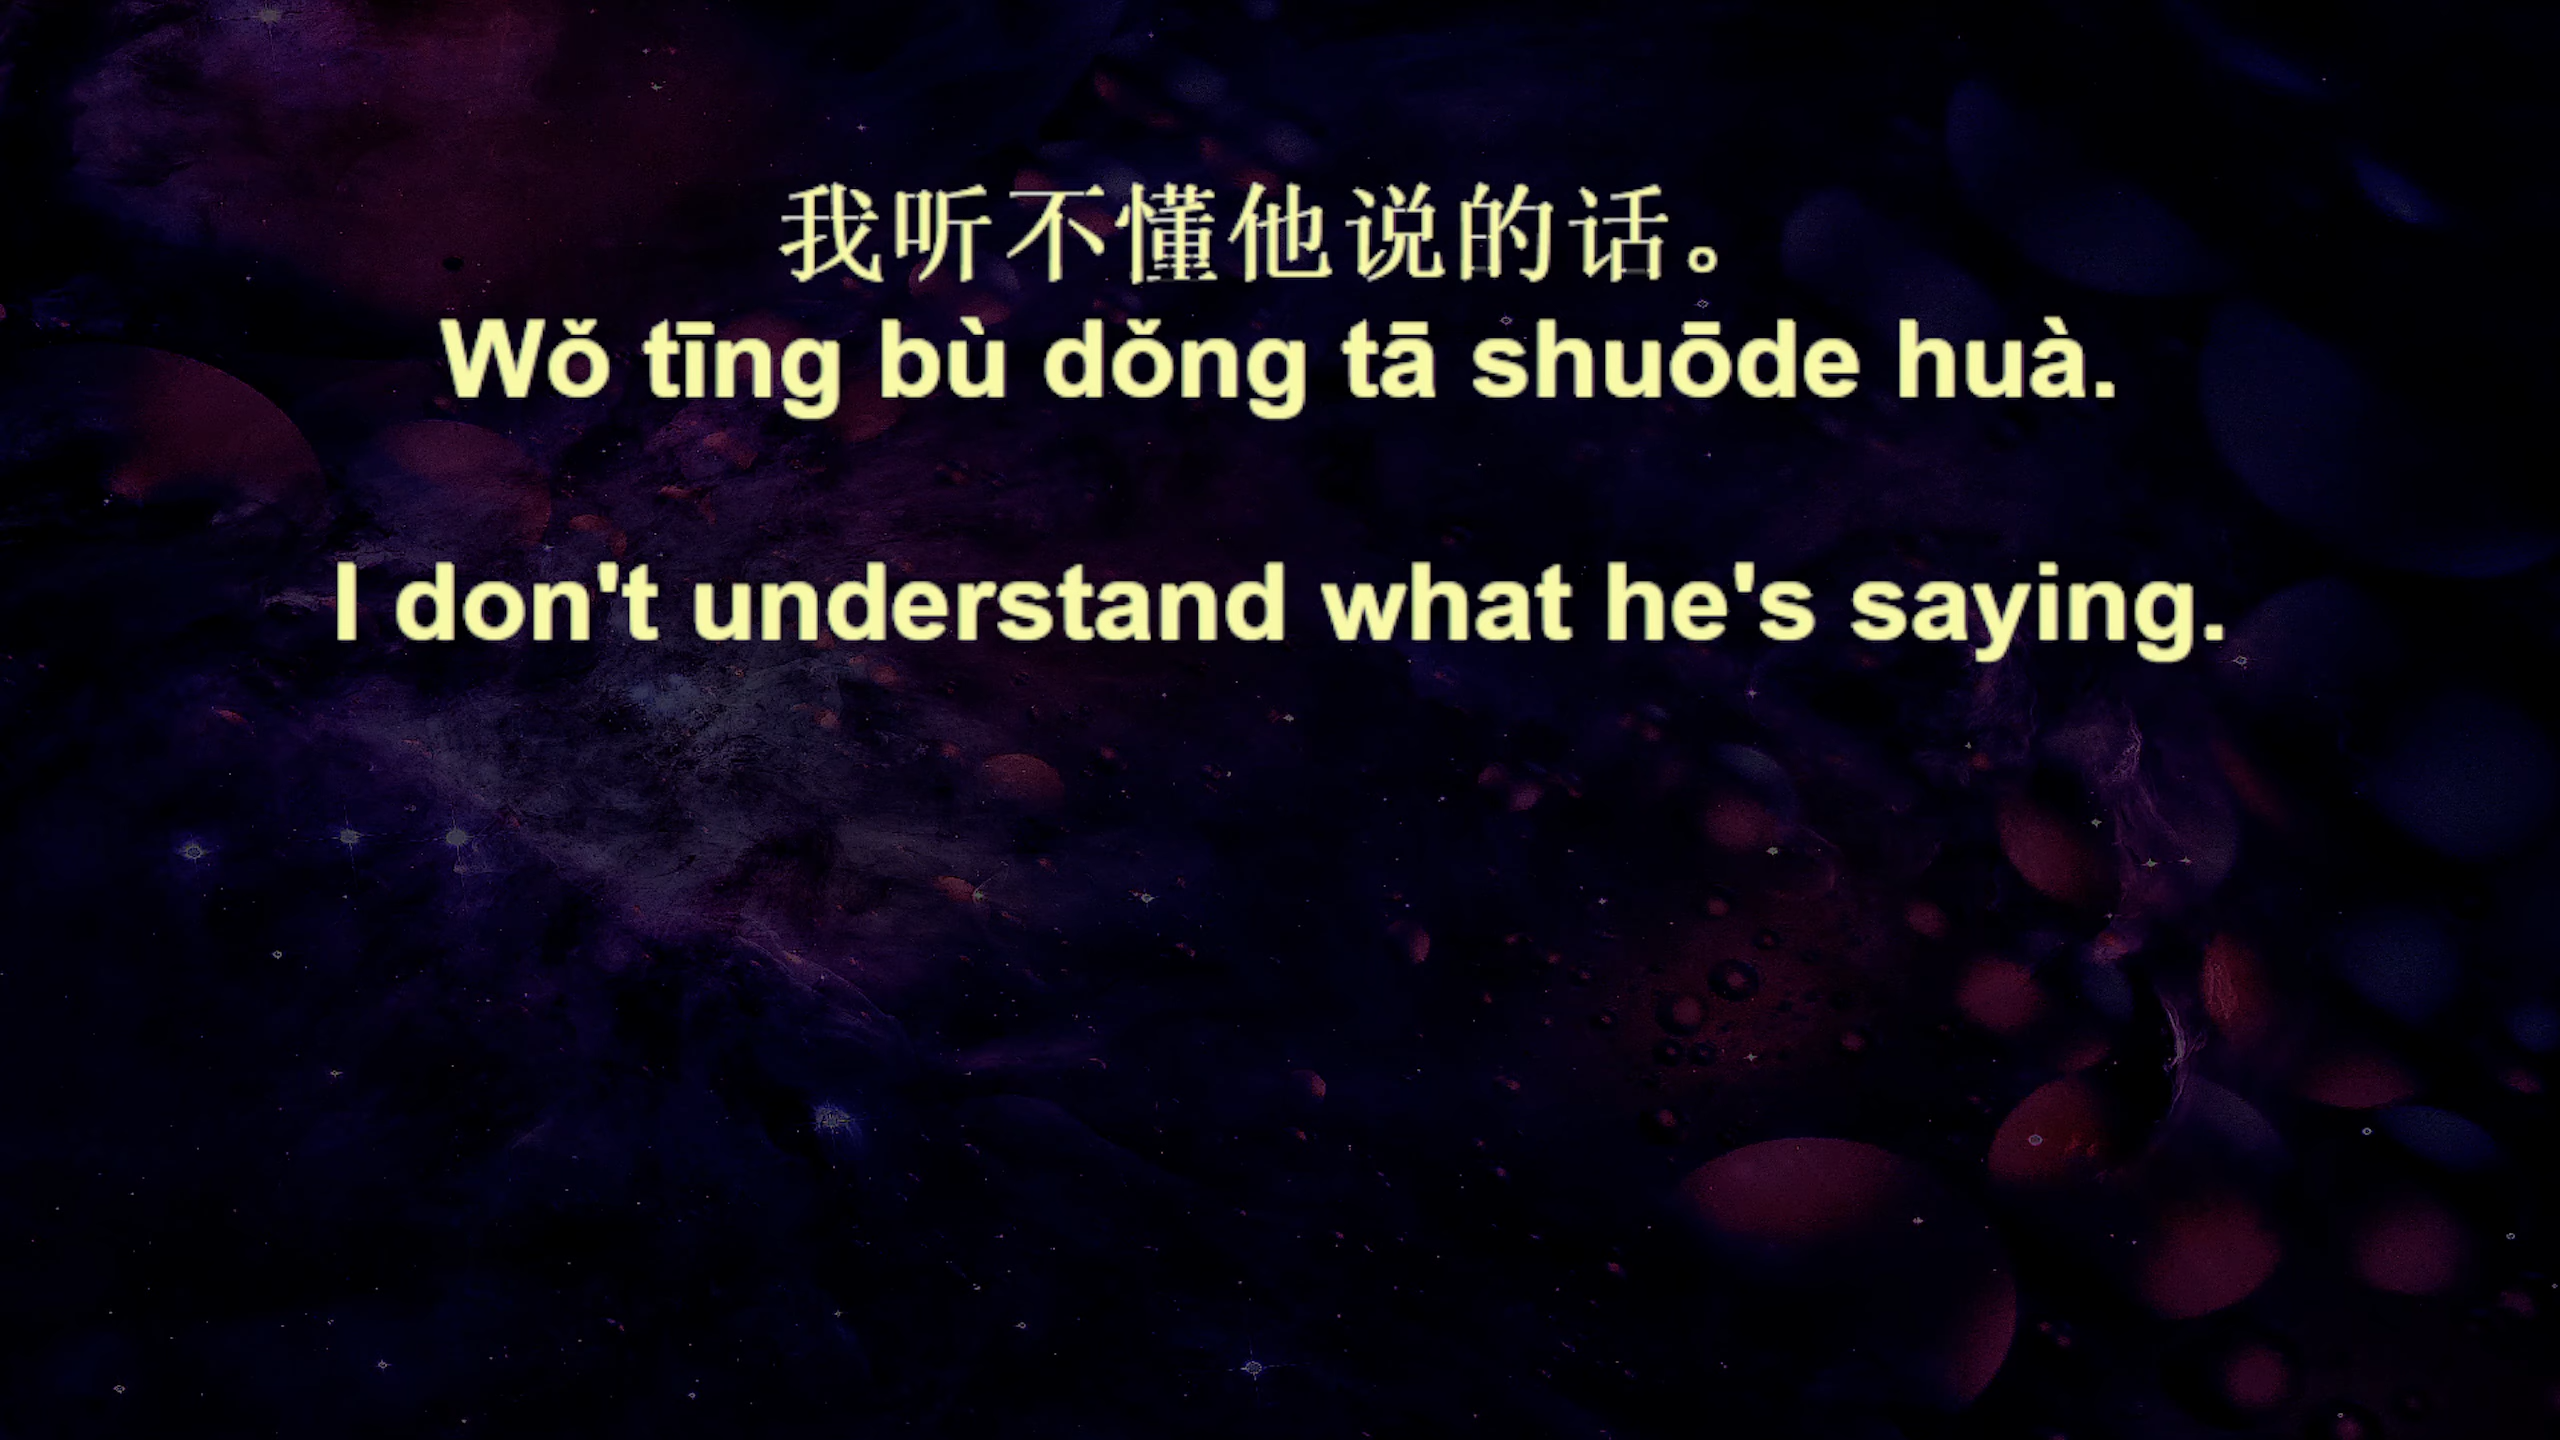 我听不懂他说的话。
Wǒ tīng bù dǒng tā shuōde huà.
I don't understand what he's saying.